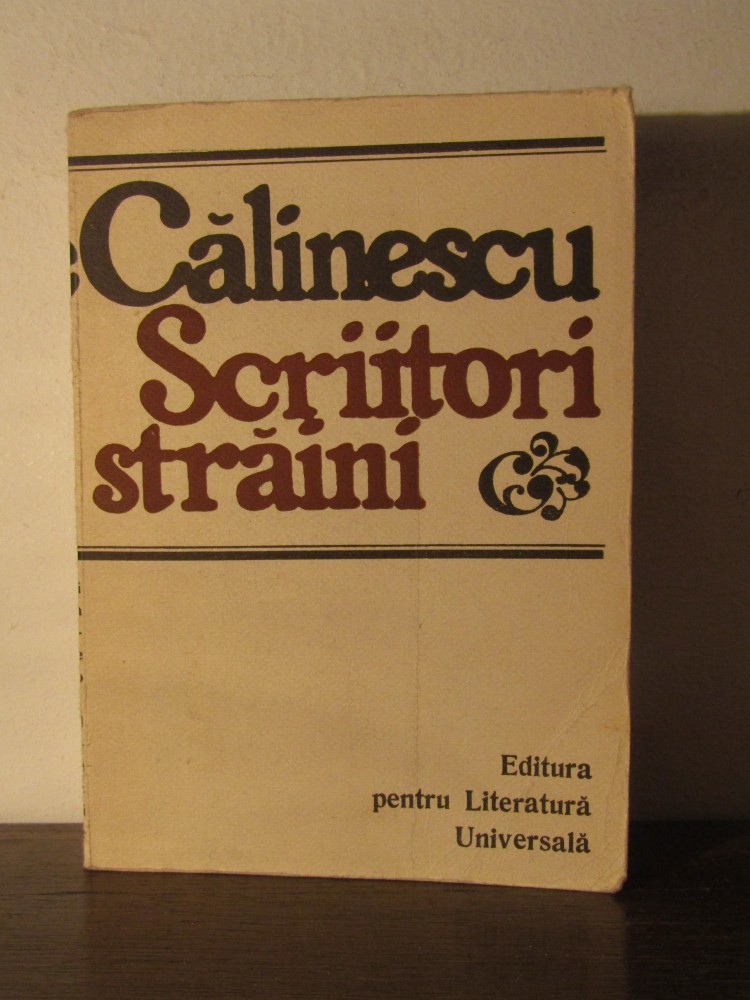 Călinescu
Scriitori
străini
Editura
pentru Literatură
Universală